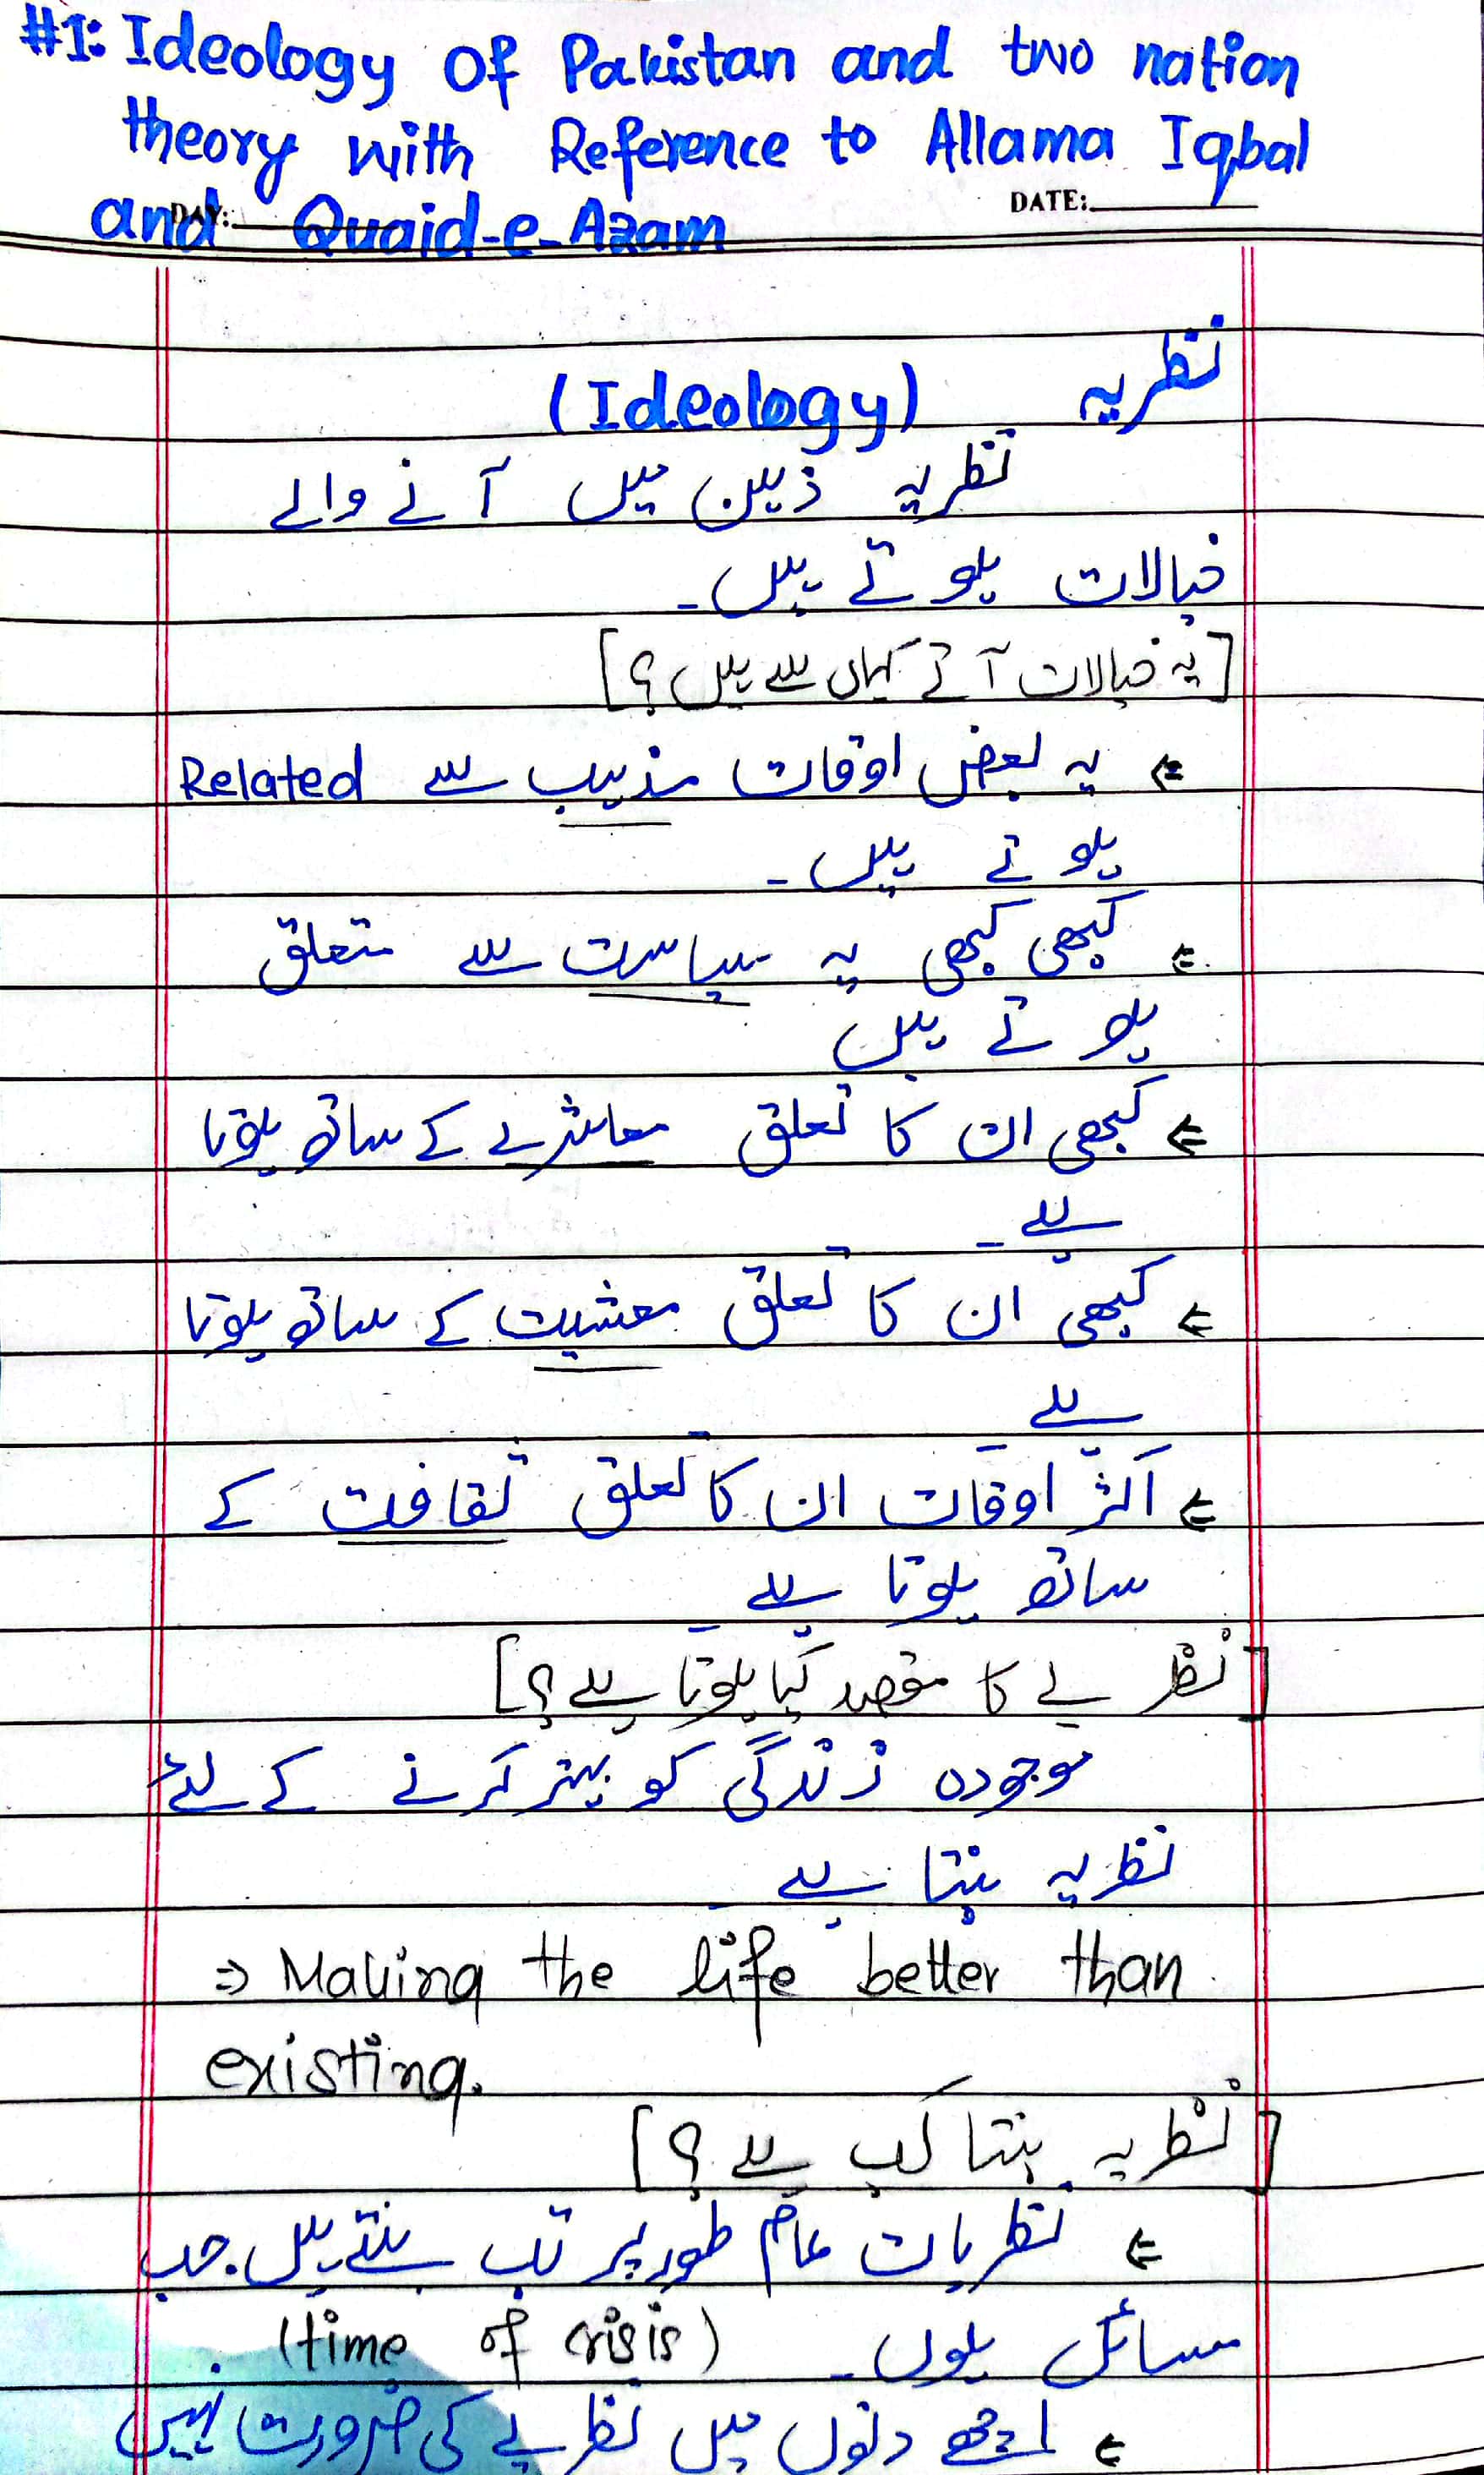 #1: Ideology Of Pakistan and two nation
theory with Reference to Allama Iqbal
and Quaid-e-Azam
DAY: DATE:
نظریہ (Ideology)
نظریہ ذہن میں آنے والے
خیالات ہوتے ہیں۔
[یہ خیالات آتے کہاں سے ہیں؟]
⇐ یہ بعض اوقات مذہب سے Related
ہوتے ہیں۔
⇐ کبھی کبھی یہ سیاست سے متعلق
ہوتے ہیں
⇐ کبھی ان کا تعلق معاشرے کے ساتھ ہوتا
ہے۔
⇐ کبھی ان کا تعلق معشیت کے ساتھ ہوتا
ہے
⇐ اکثر اوقات ان کا تعلق ثقافت کے
ساتھ ہوتا ہے
[نظریے کا مقصد کیا ہوتا ہے؟]
موجودہ زندگی کو بہتر کرنے کے لئے
نظریہ بنتا ہے
⇒ Making the life better than
existing.
[نظریہ بنتا کب ہے؟]
⇐ نظریات عام طور پر تب بنتے ہیں جب
مسائل ہوں۔ (time of crisis)
⇐ اچھے دنوں میں نظریے کی ضرورت نہیں